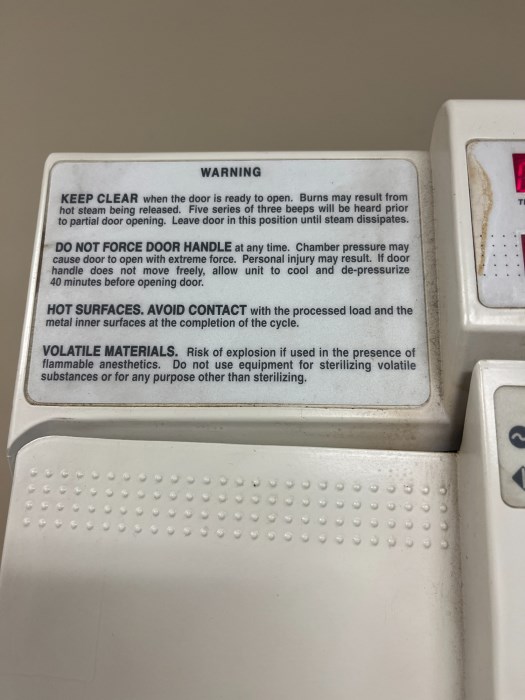 WARNING
KEEP CLEAR when the door is ready to open. Burns may result from
hot steam being released. Five series of three beeps will be heard prior
to partial door opening. Leave door in this position until steam dissipates.
DO NOT FORCE DOOR HANDLE at any time. Chamber pressure may
cause door to open with extreme force. Personal injury may result. If door
handle does not move freely, allow unit to cool and de-pressurize
40 minutes before opening door.
HOT SURFACES. AVOID CONTACT with the processed load and the
metal inner surfaces at the completion of the cycle.
VOLATILE MATERIALS. Risk of explosion if used in the presence of
flammable anesthetics. Do not use equipment for sterilizing volatile
substances or for any purpose other than sterilizing.